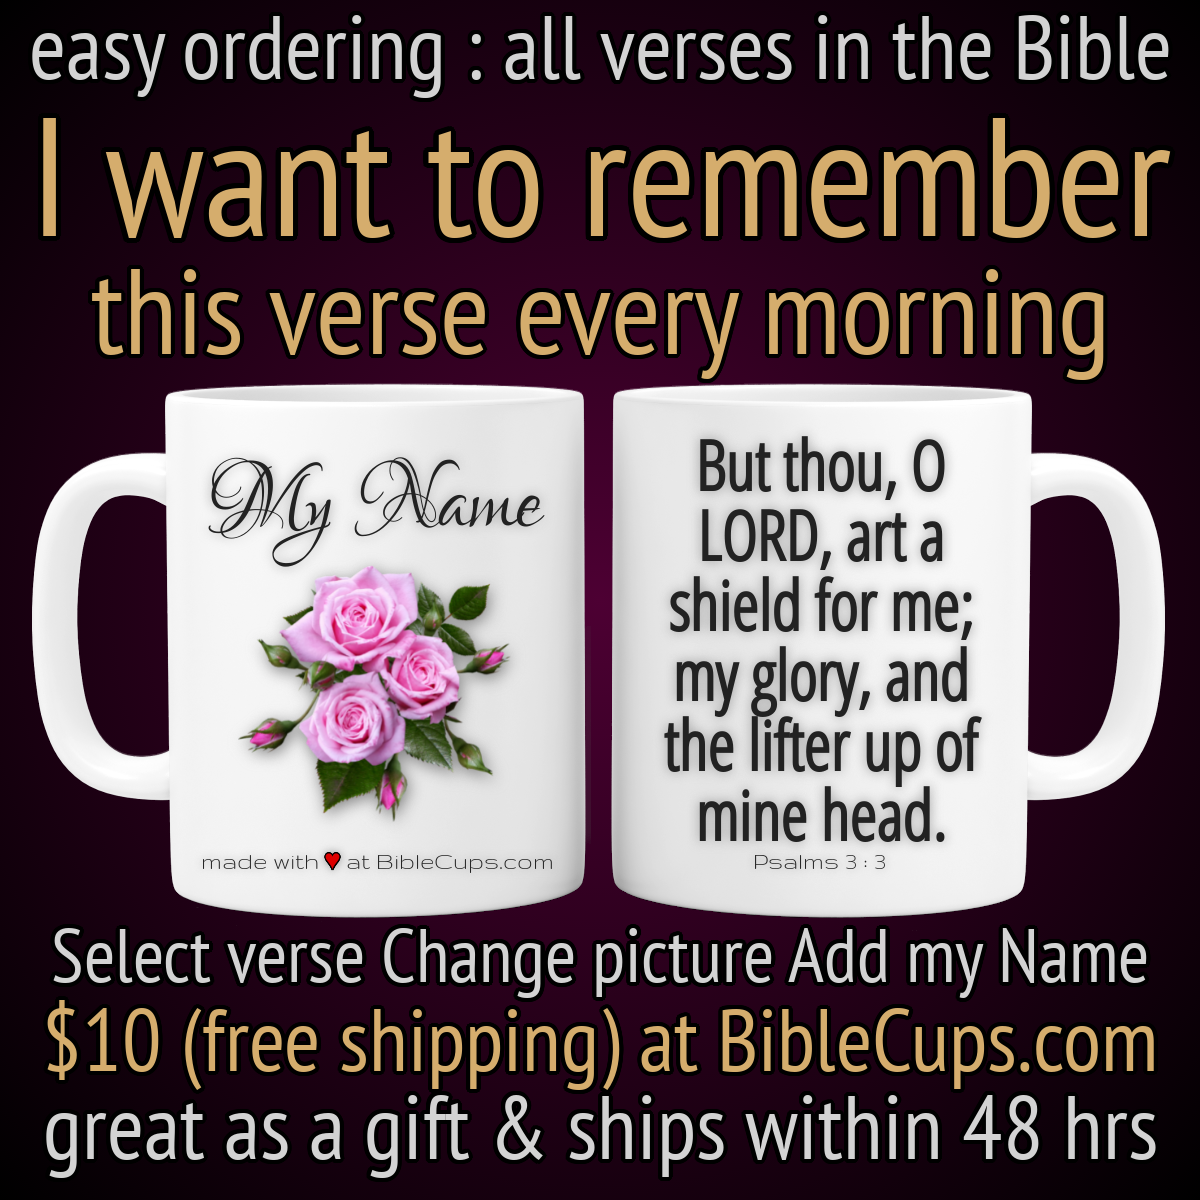 easy ordering : all verses in the Bible
I want to remember
this verse every morning
My Name
made with at BibleCups.com
But thou, O
LORD, art a
shield for me;
my glory, and
the lifter up of
mine head.
Psalms 3 : 3
Select verse Change picture Add my Name
$10 (free shipping) at BibleCups.com
great as a gift & ships within 48 hrs